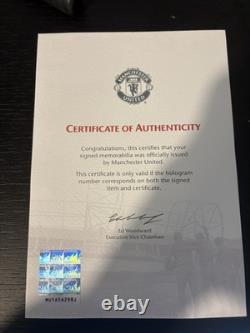 MANCHESTER
UNITED
CERTIFICATE OF AUTHENTICITY
Congratulations, this certifies that your
signed memorabilia was officially issued
by Manchester United.
This certificate is only valid if the hologram
number corresponds on both the signed
item and certificate.
Ed Woodward
Executive Vice Chairman